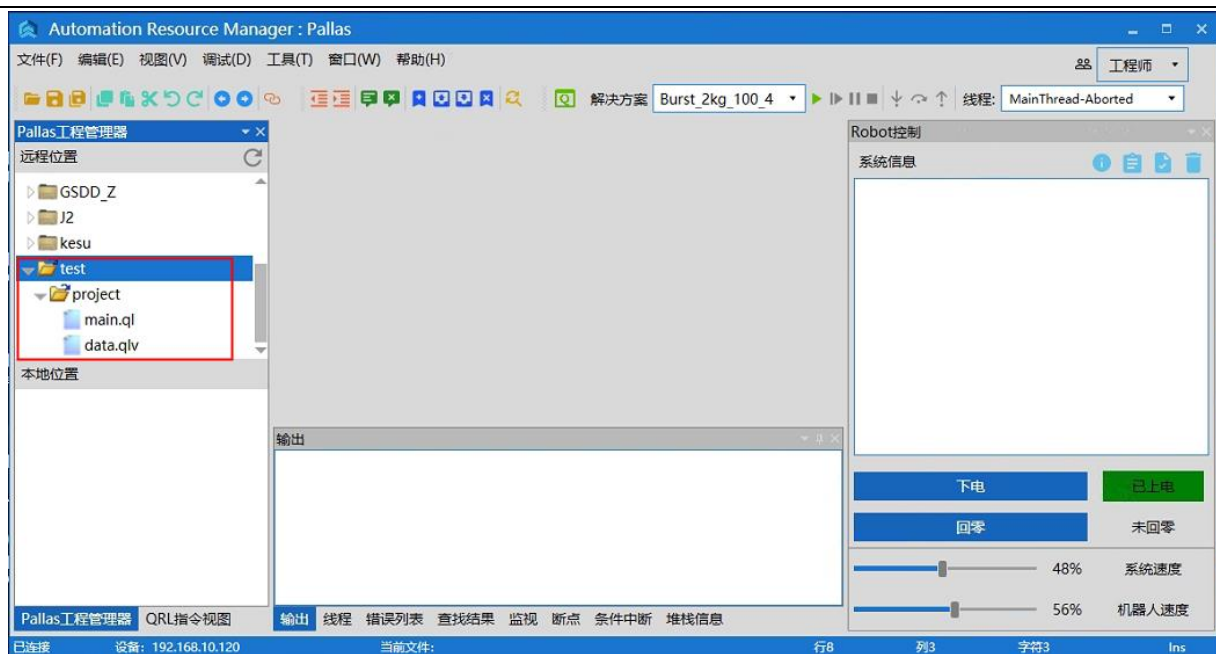 Automation Resource Manager : Pallas
文件(F) 编辑(E) 视图(V) 调试(D) 工具(T) 窗口(W) 帮助(H)
工程师
解决方案 Burst_2kg_100_4 线程: MainThread-Aborted
Pallas工程管理器
远程位置
GSDD_Z
J2
kesu
test
project
main.ql
data.qlv
本地位置
Pallas工程管理器 QRL指令视图
输出
输出 线程 错误列表 查找结果 监视 断点 条件中断 堆栈信息
Robot控制
系统信息
下电 已上电
回零 未回零
48% 系统速度
56% 机器人速度
已连接 设备: 192.168.10.120 当前文件: 行8 列3 字符3 Ins